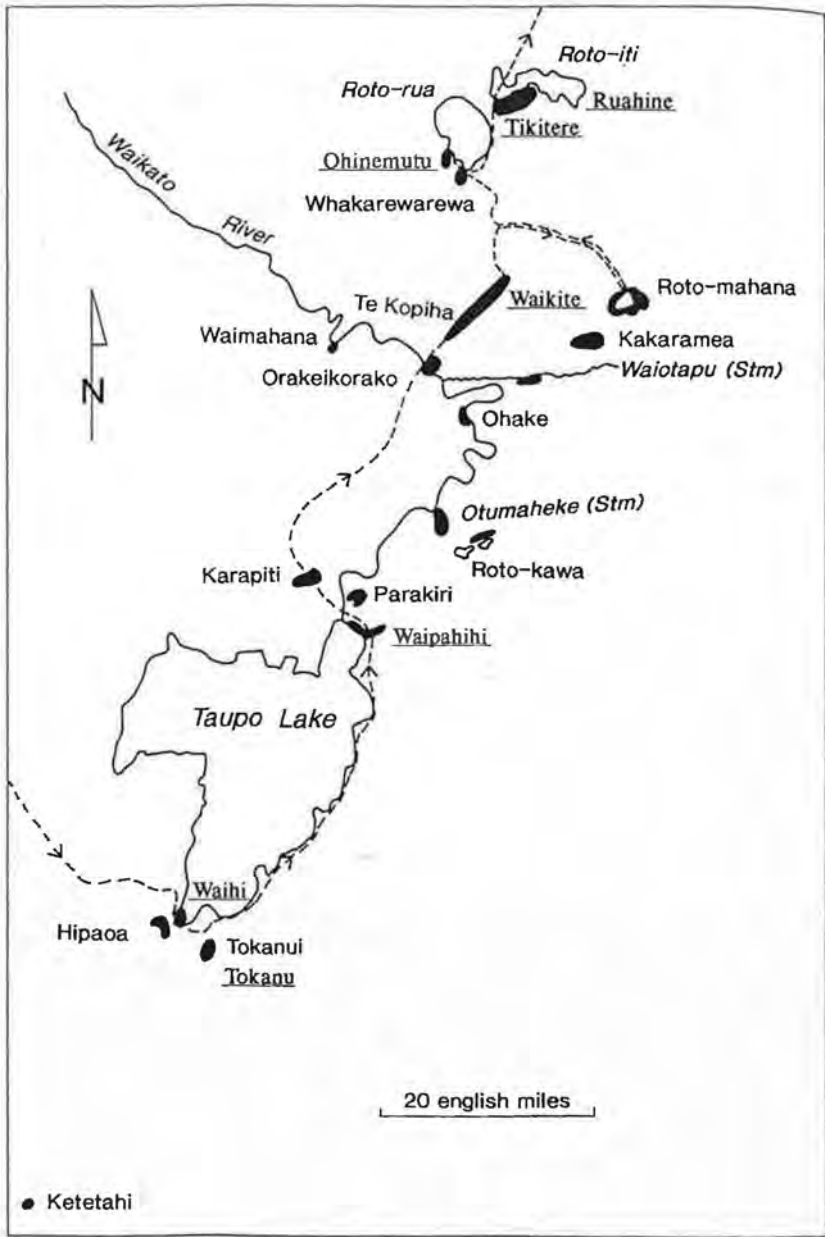 Roto-iti
Roto-rua
Ruahine
Tikitere
Waikato
Ohinemutu
Whakarewarewa
River
Te Kopiha
Waikite
Roto-mahana
Waimahana
Kakaramea
Orakeikorako
Waiotapu (Stm)
N
Ohake
Otumaheke (Stm)
Roto-kawa
Karapiti
Parakiri
Waipahihi
Taupo Lake
Waihi
Hipaoa
Tokanui
Tokanu
20 english miles
Ketetahi